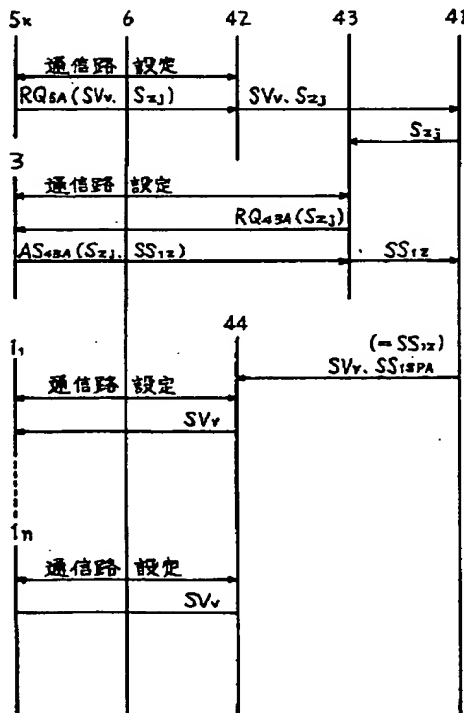 5x 6 42 43 41
通信路 設定
RQ5A(SVv、Szj) SVv、Szj
Szj
3
通信路 設定
RQ43A(Szj)
AS43A(Szj、SS1z) SS1z
44
(=SS1z)
11 SVv、SS1SPA
通信路 設定
SVv
1n
通信路 設定
SVv